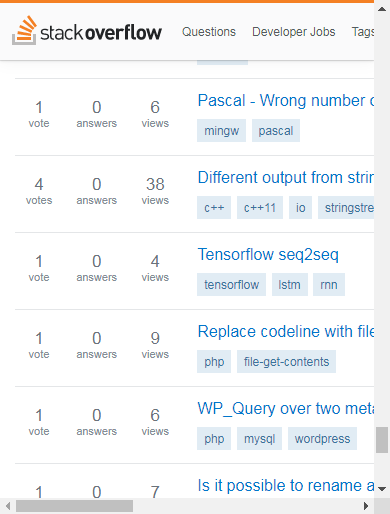 stackoverflow Questions Developer Jobs Tags
1 0 6 Pascal - Wrong number
vote answers views mingw pascal
4 0 38 Different output from
votes answers views c++ c++11 io
1 0 4 Tensorflow seq2seq
vote answers views tensorflow lstm rnn
1 0 9 Replace codeline with file
vote answers views php file-get-contents
1 0 6 WP_Query over two
vote answers views php mysql wordpress
1 0 7 Is it possible to rename a